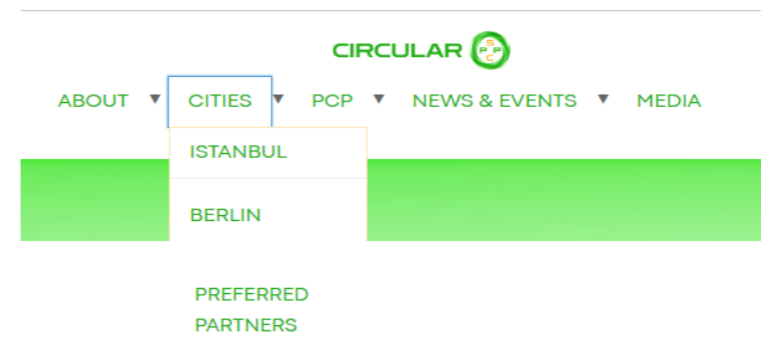 CIRCULAR
S
P P
C
ABOUT ▼ CITIES ▼ PCP ▼ NEWS & EVENTS ▼ MEDIA
ISTANBUL
BERLIN
PREFERRED
PARTNERS